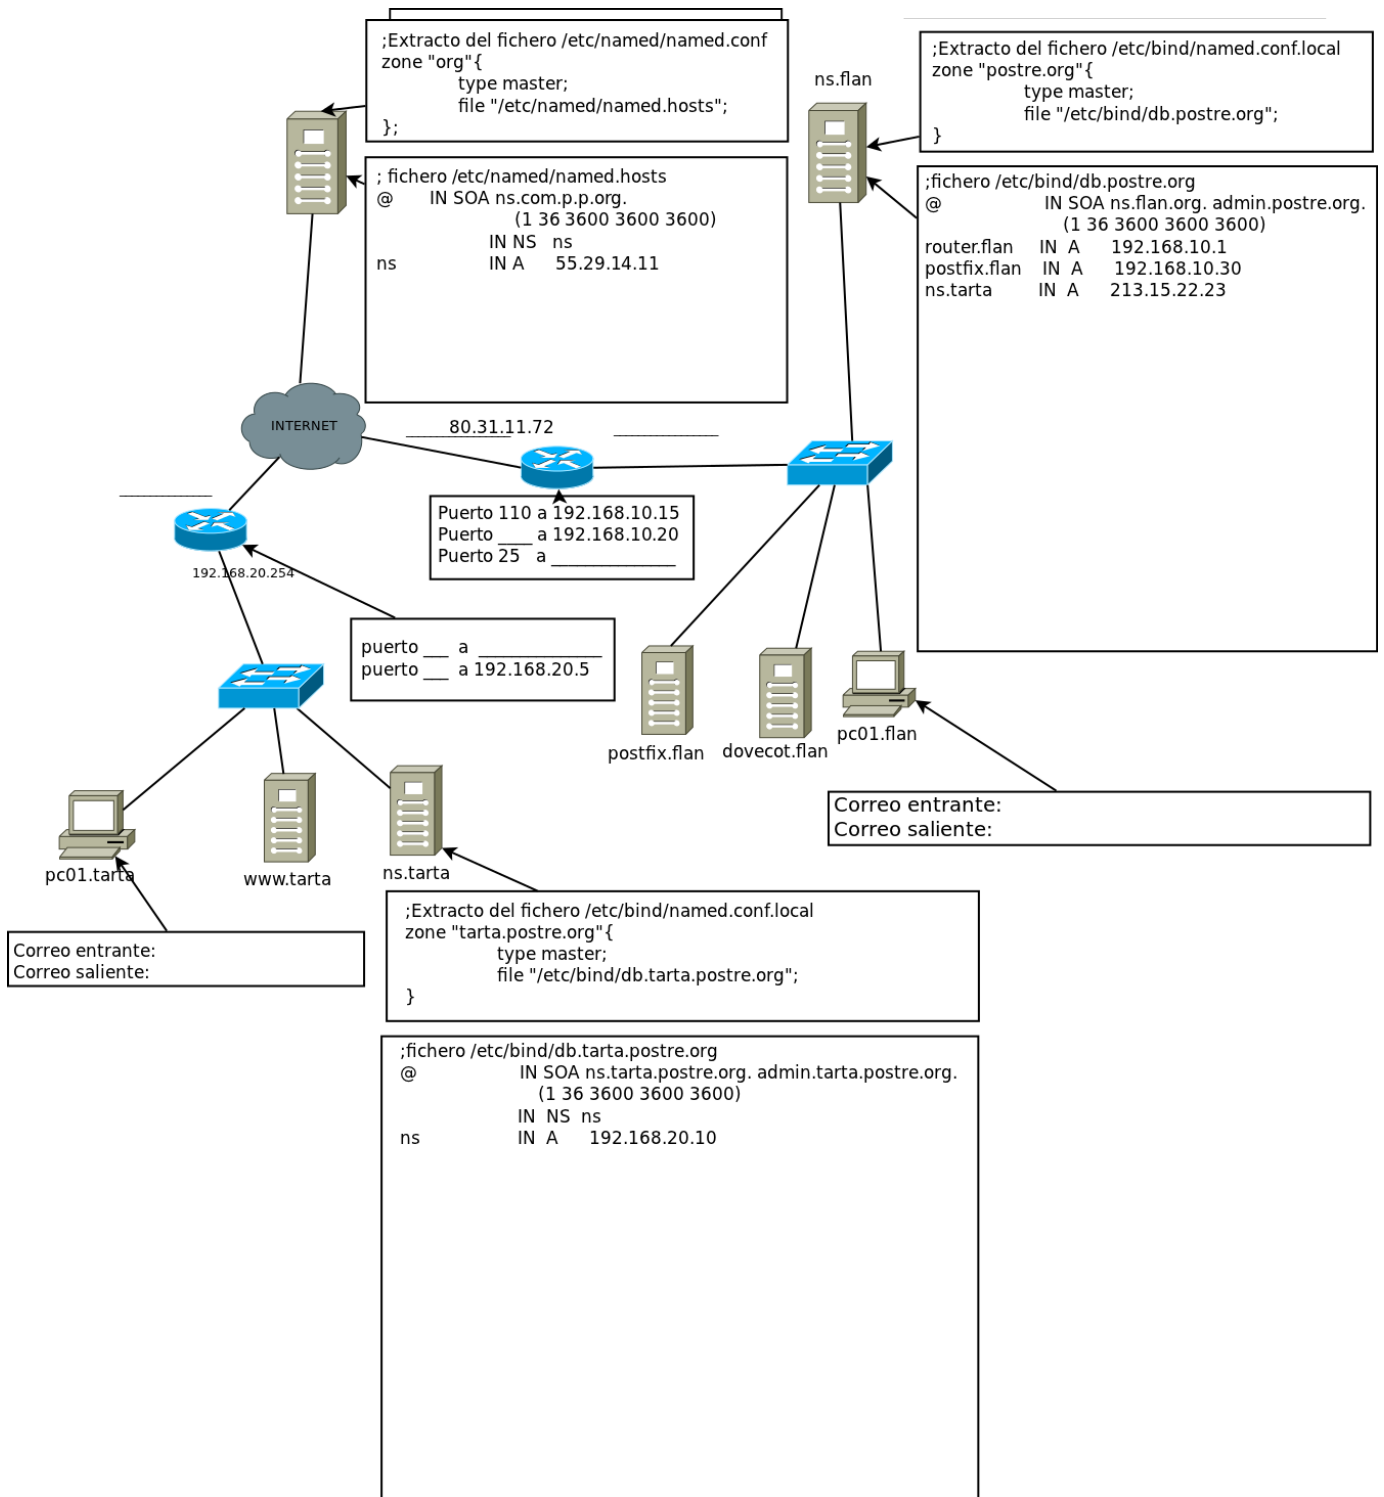 ;Extracto del fichero /etc/named/named.conf
zone "org"{
type master;
file "/etc/named/named.hosts";
};
; fichero /etc/named/named.hosts
@ IN SOA ns.com.p.p.org.
(1 36 3600 3600 3600)
IN NS ns
ns IN A 55.29.14.11
ns.flan
;Extracto del fichero /etc/bind/named.conf.local
zone "postre.org"{
type master;
file "/etc/bind/db.postre.org";
}
;fichero /etc/bind/db.postre.org
@ IN SOA ns.flan.org. admin.postre.org.
(1 36 3600 3600 3600)
router.flan IN A 192.168.10.1
postfix.flan IN A 192.168.10.30
ns.tarta IN A 213.15.22.23
INTERNET
80.31.11.72
Puerto 110 a 192.168.10.15
Puerto ____ a 192.168.10.20
Puerto 25 a ______________
192.168.20.254
puerto ___ a ______________
puerto ___ a 192.168.20.5
postfix.flan
dovecot.flan
pc01.flan
Correo entrante:
Correo saliente:
pc01.tarta
www.tarta
ns.tarta
Correo entrante:
Correo saliente:
;Extracto del fichero /etc/bind/named.conf.local
zone "tarta.postre.org"{
type master;
file "/etc/bind/db.tarta.postre.org";
}
;fichero /etc/bind/db.tarta.postre.org
@ IN SOA ns.tarta.postre.org. admin.tarta.postre.org.
(1 36 3600 3600 3600)
IN NS ns
ns IN A 192.168.20.10